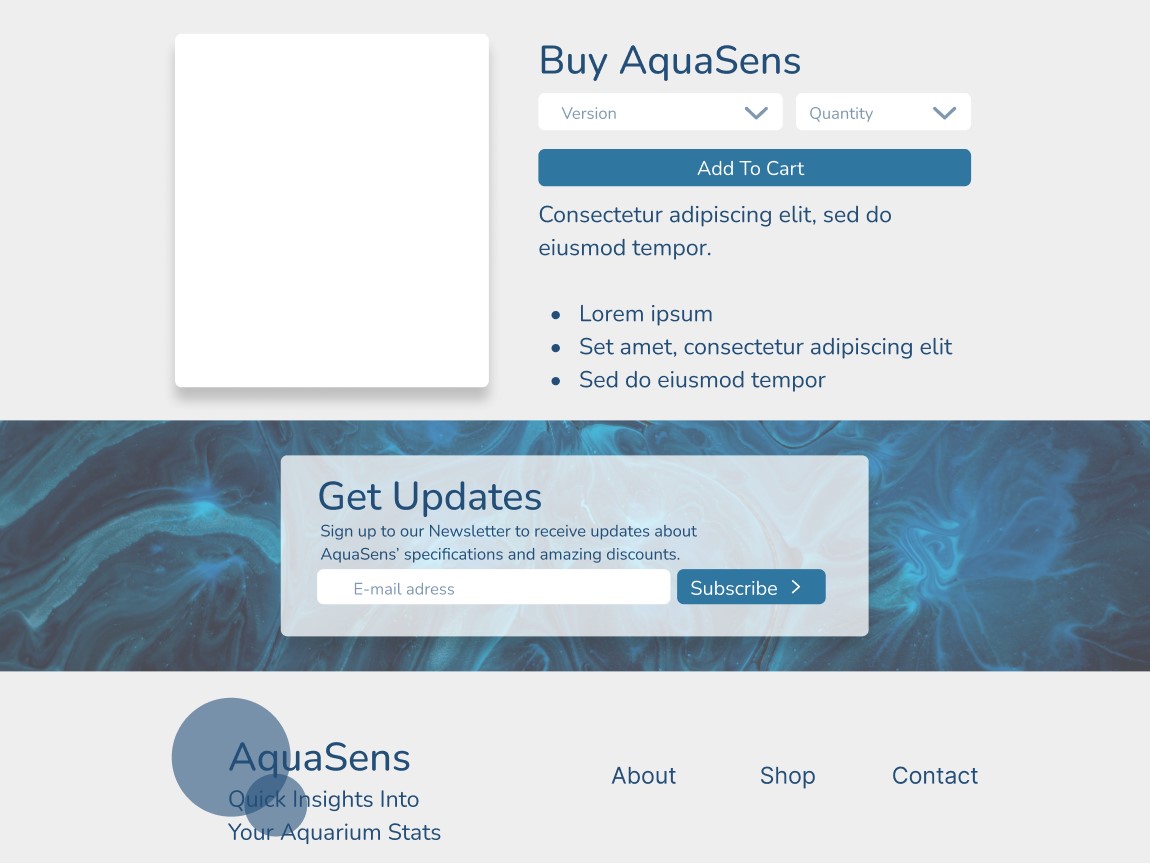 Buy AquaSens
Version
Quantity
Add To Cart
Consectetur adipiscing elit, sed do
eiusmod tempor.
• Lorem ipsum
• Set amet, consectetur adipiscing elit
• Sed do eiusmod tempor
Get Updates
Sign up to our Newsletter to receive updates about
AquaSens’ specifications and amazing discounts.
E-mail adress
Subscribe
AquaSens
Quick Insights Into
Your Aquarium Stats
About
Shop
Contact